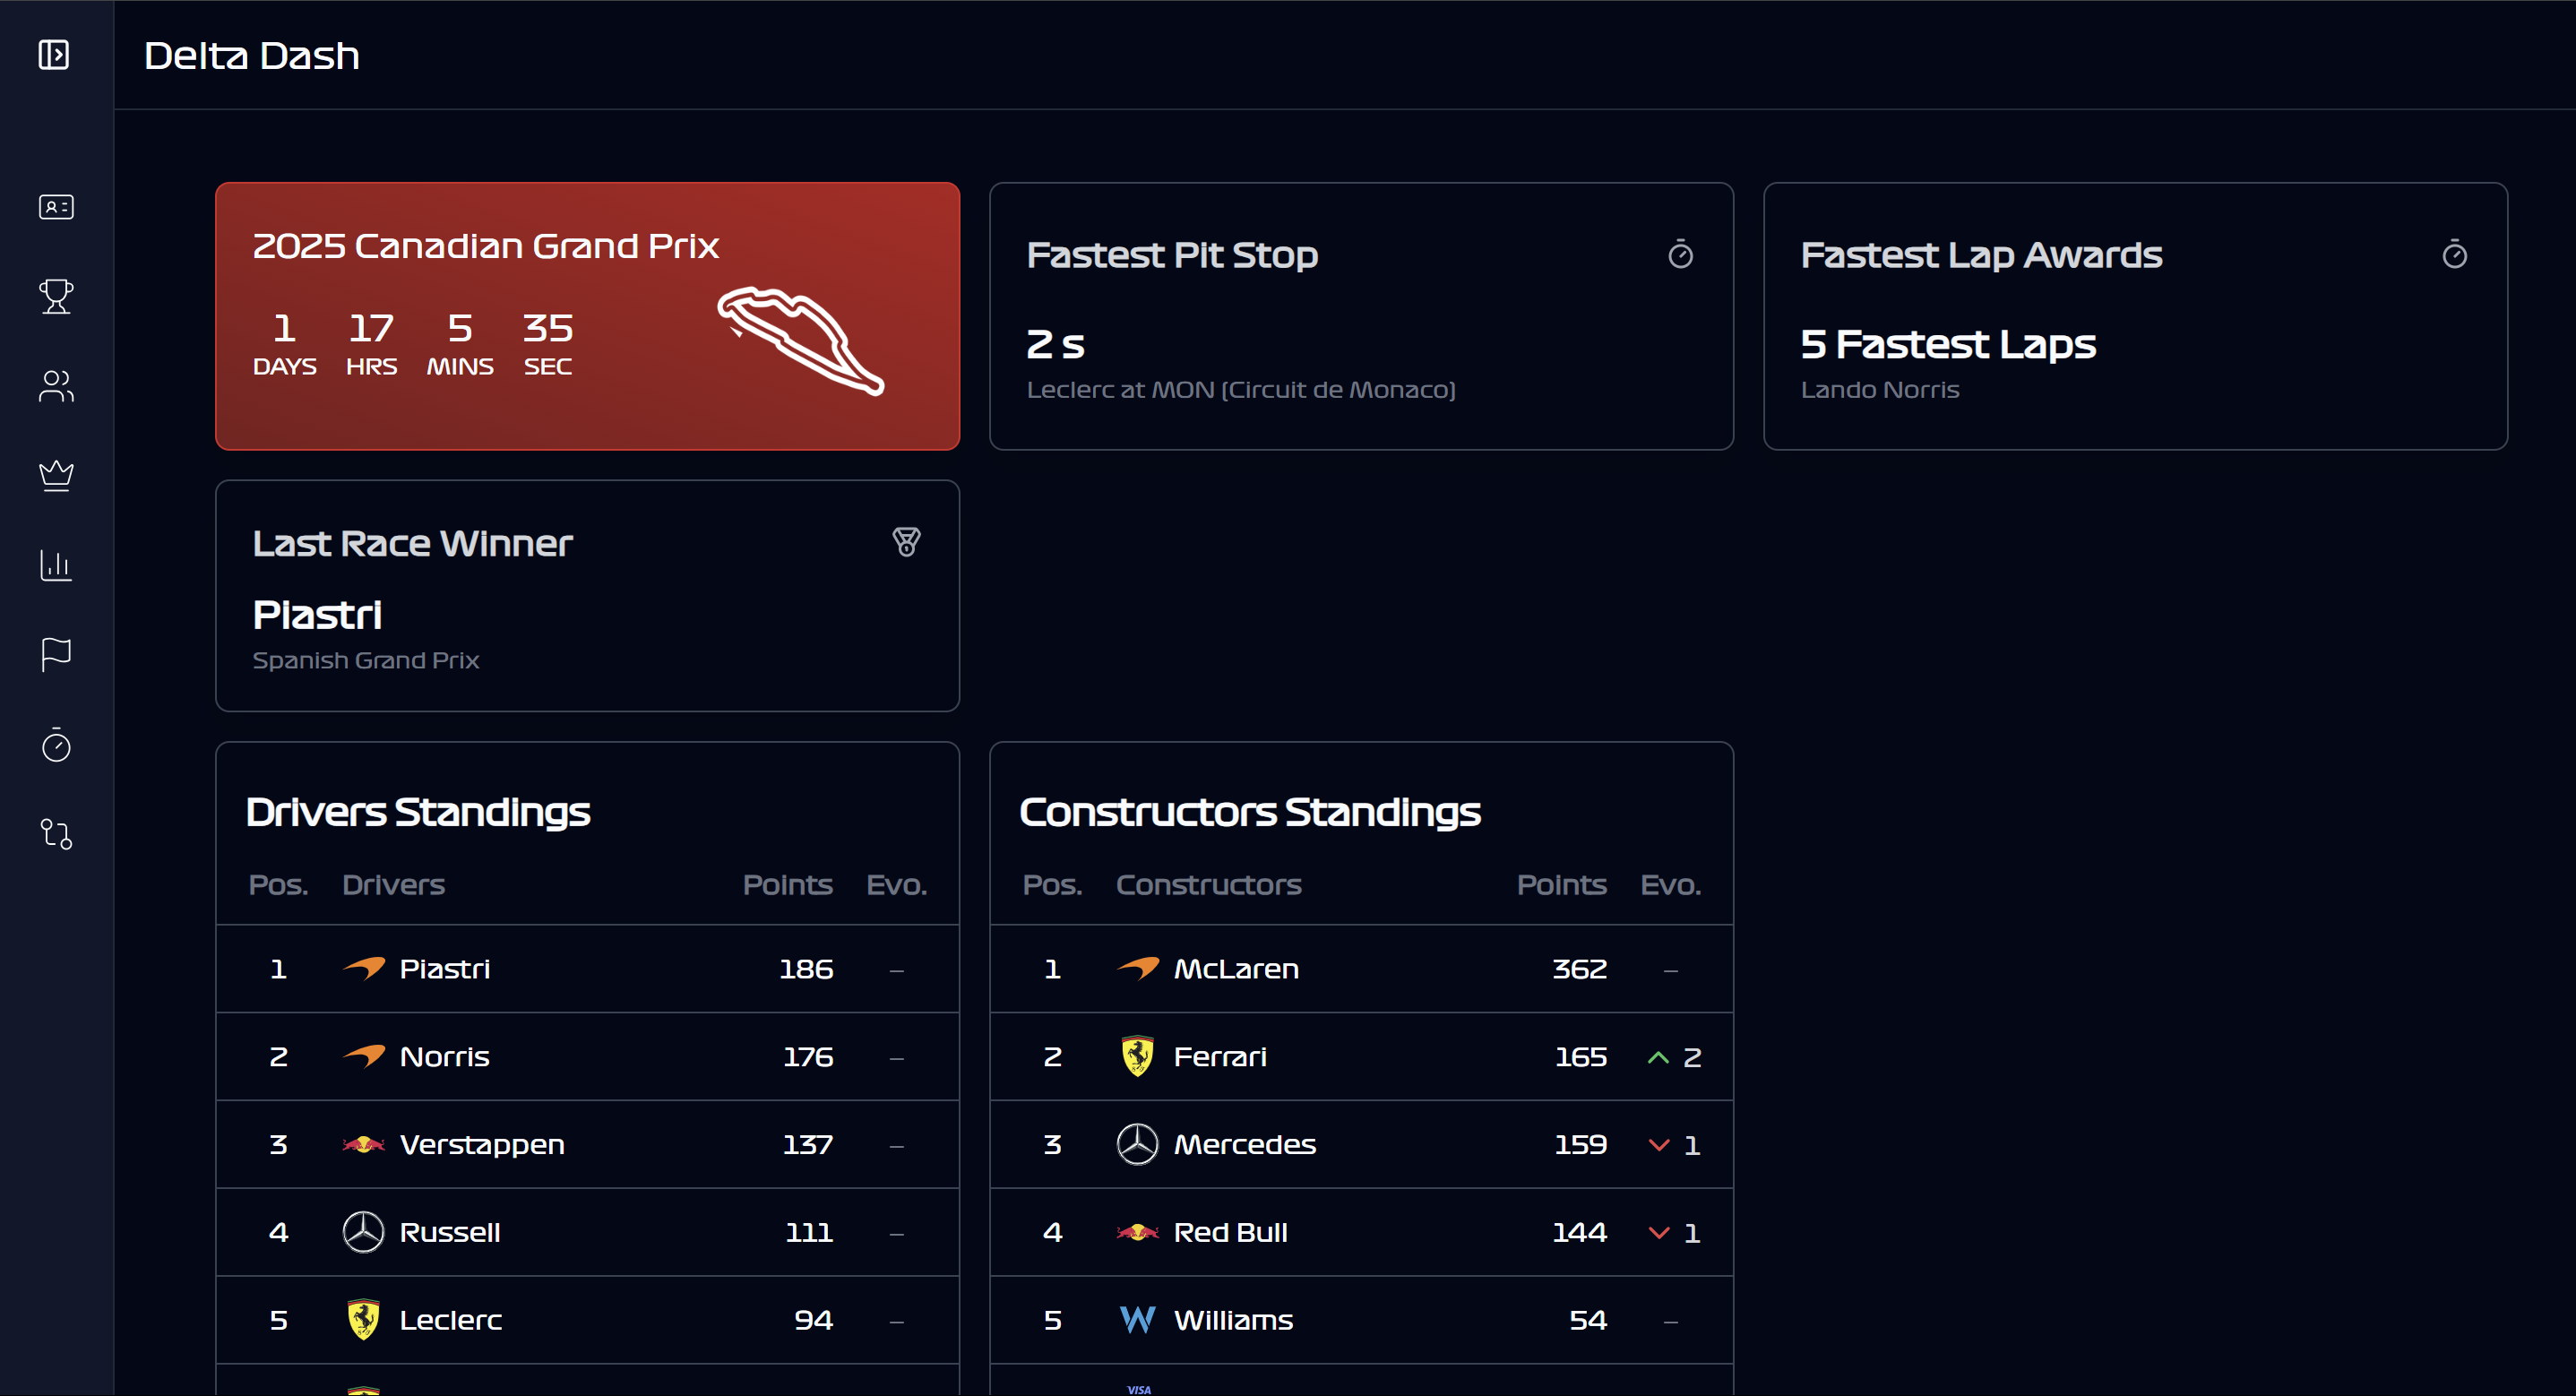 Delta Dash
2025 Canadian Grand Prix
1 17 5 35
DAYS HRS MINS SEC
Fastest Pit Stop
2 s
Leclerc at MON (Circuit de Monaco)
Fastest Lap Awards
5 Fastest Laps
Lando Norris
Last Race Winner
Piastri
Spanish Grand Prix
Drivers Standings
Pos. Drivers Points Evo.
1 Piastri 186 –
2 Norris 176 –
3 Verstappen 137 –
4 Russell 111 –
5 Leclerc 94 –
Constructors Standings
Pos. Constructors Points Evo.
1 McLaren 362 –
2 Ferrari 165 2
3 Mercedes 159 1
4 Red Bull 144 1
5 Williams 54 –
VISA